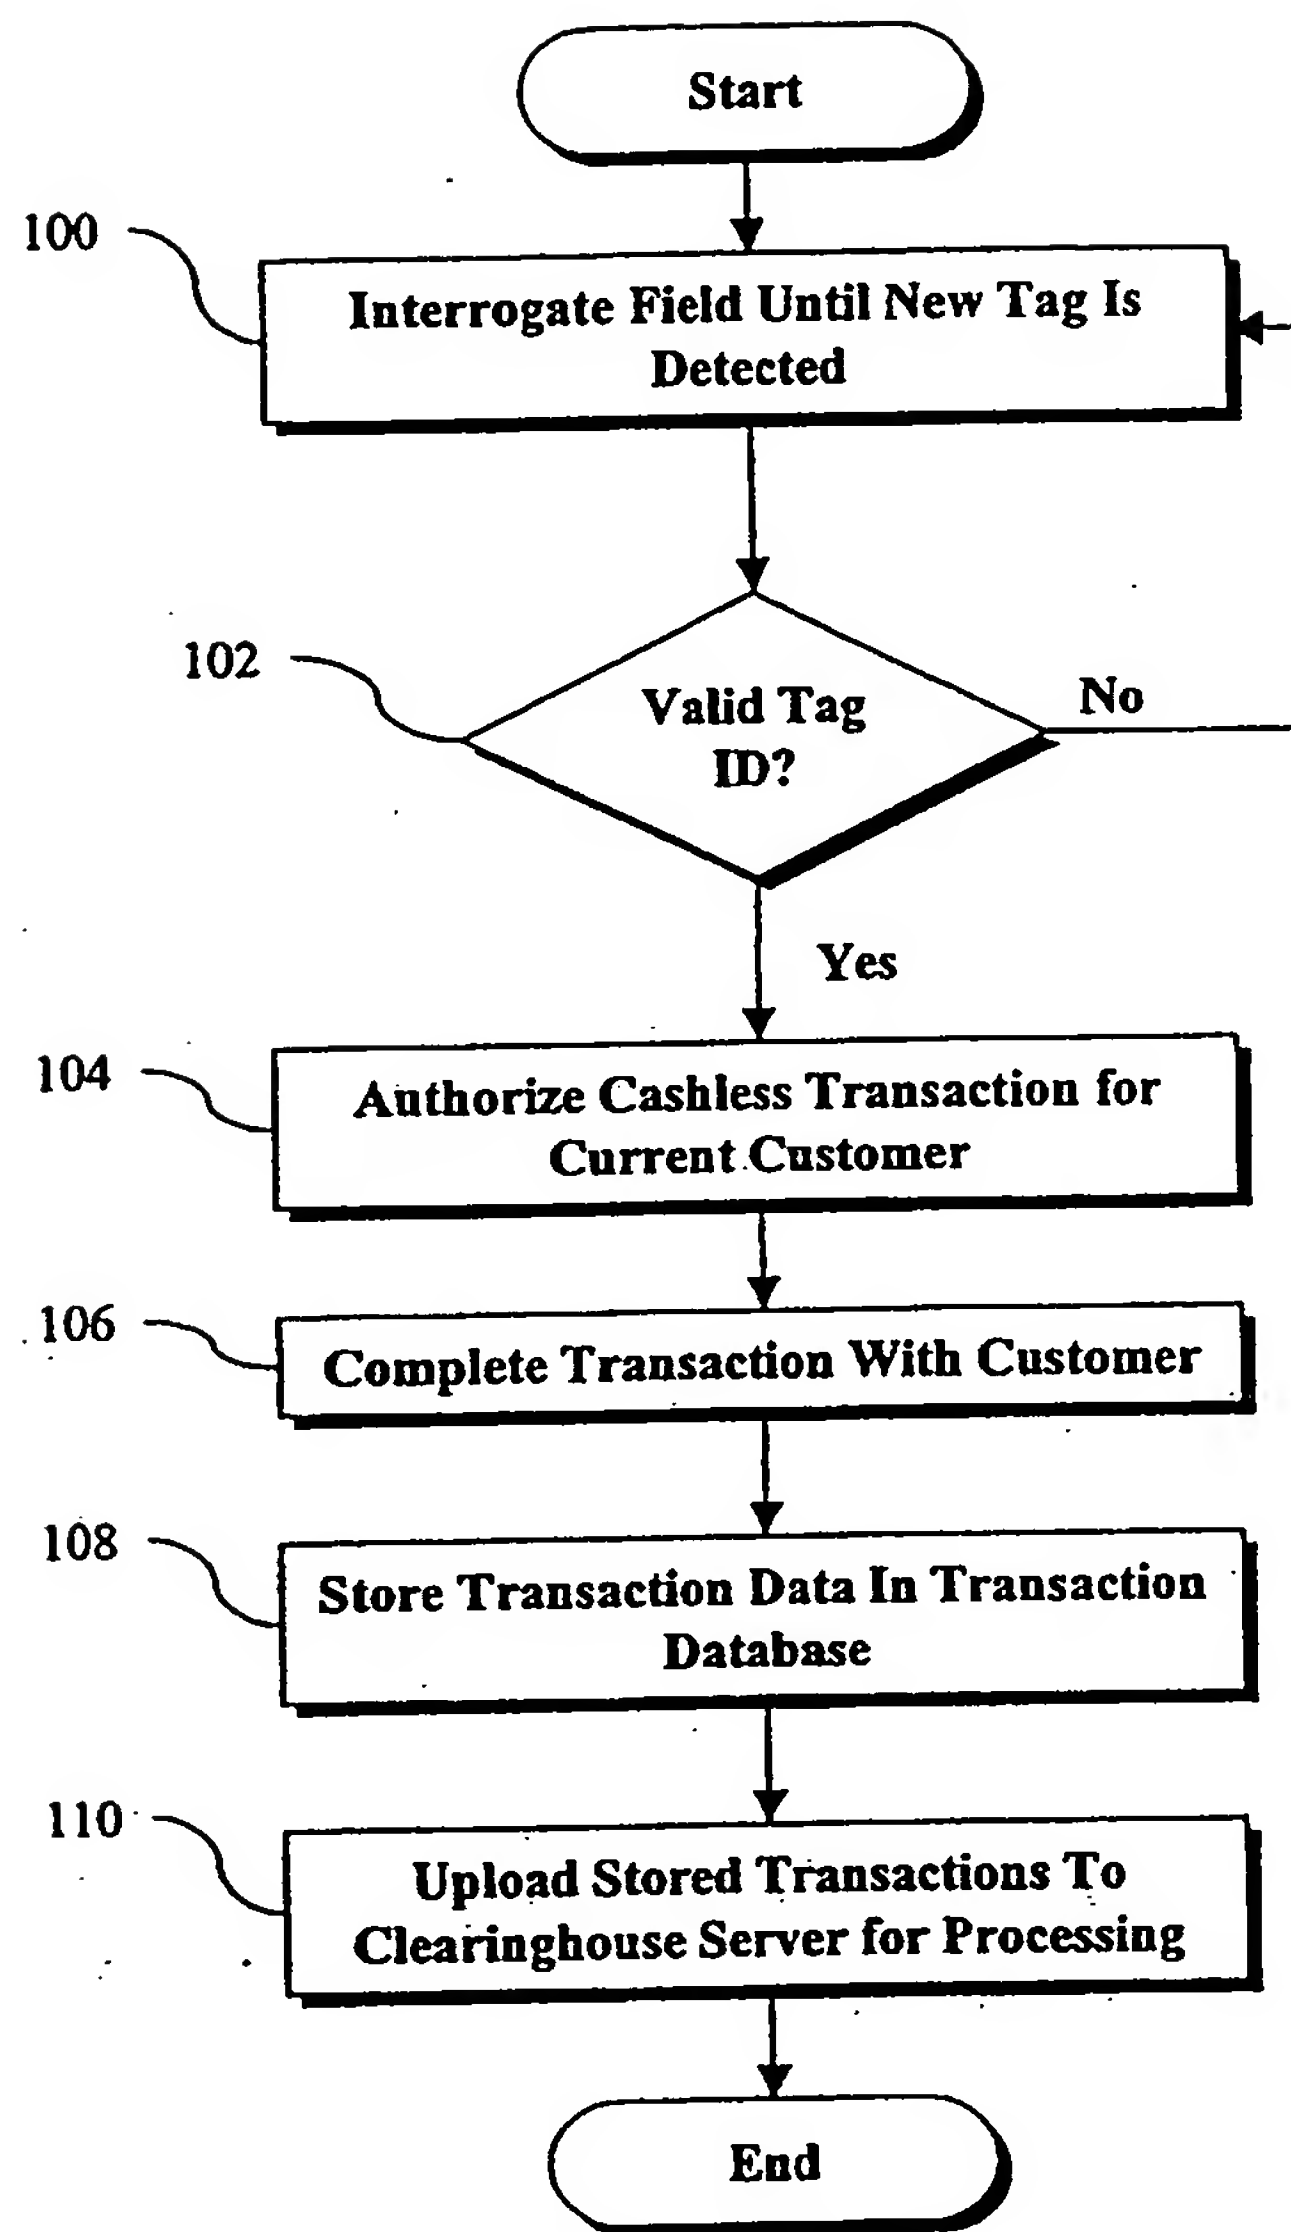 Start
100
Interrogate Field Until New Tag Is
Detected
102
Valid Tag
ID?
No
Yes
104
Authorize Cashless Transaction for
Current Customer
106
Complete Transaction With Customer
108
Store Transaction Data In Transaction
Database
110
Upload Stored Transactions To
Clearinghouse Server for Processing
End